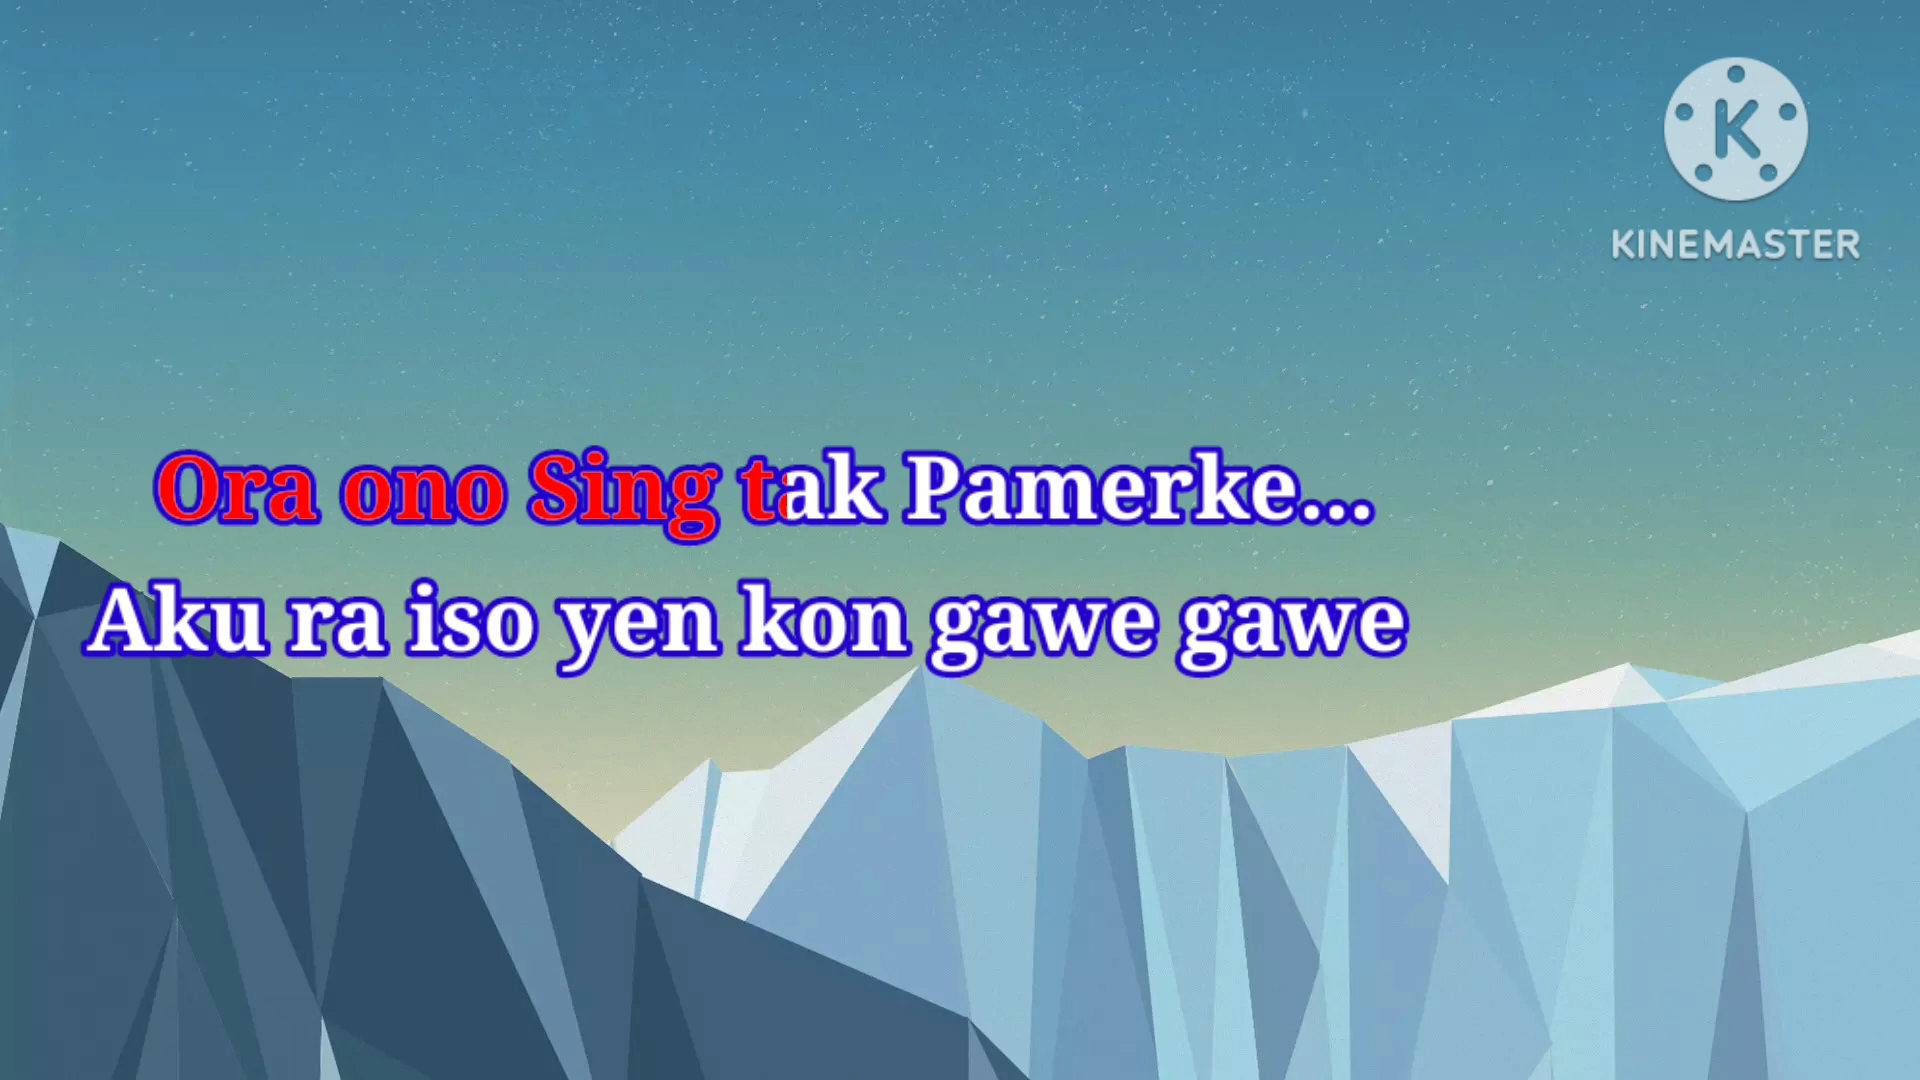 KINEMASTER
Ora ono Sing tak Pamerke...
Aku ra iso yen kon gawe gawe